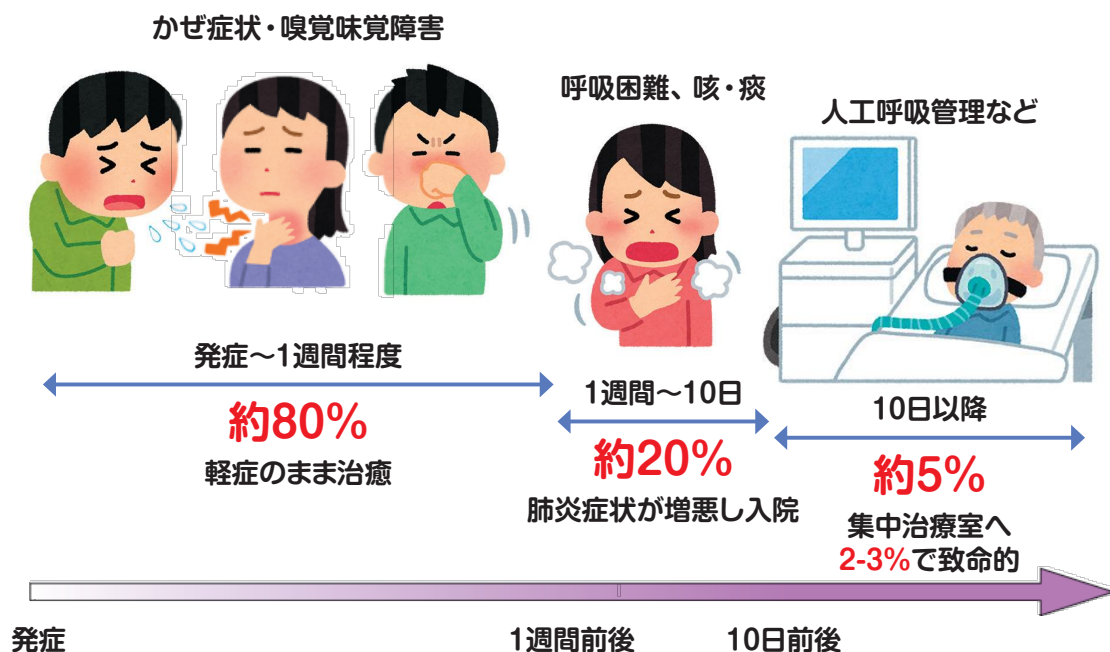 かぜ症状・嗅覚味覚障害
呼吸困難、咳・痰
人工呼吸管理など
発症～1週間程度
約80%
軽症のまま治癒
1週間～10日
約20%
肺炎症状が増悪し入院
10日以降
約5%
集中治療室へ
2-3%で致命的
発症
1週間前後
10日前後